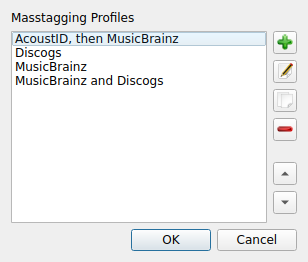 Masstagging Profiles
AcoustID, then MusicBrainz
Discogs
MusicBrainz
MusicBrainz and Discogs
OK
Cancel